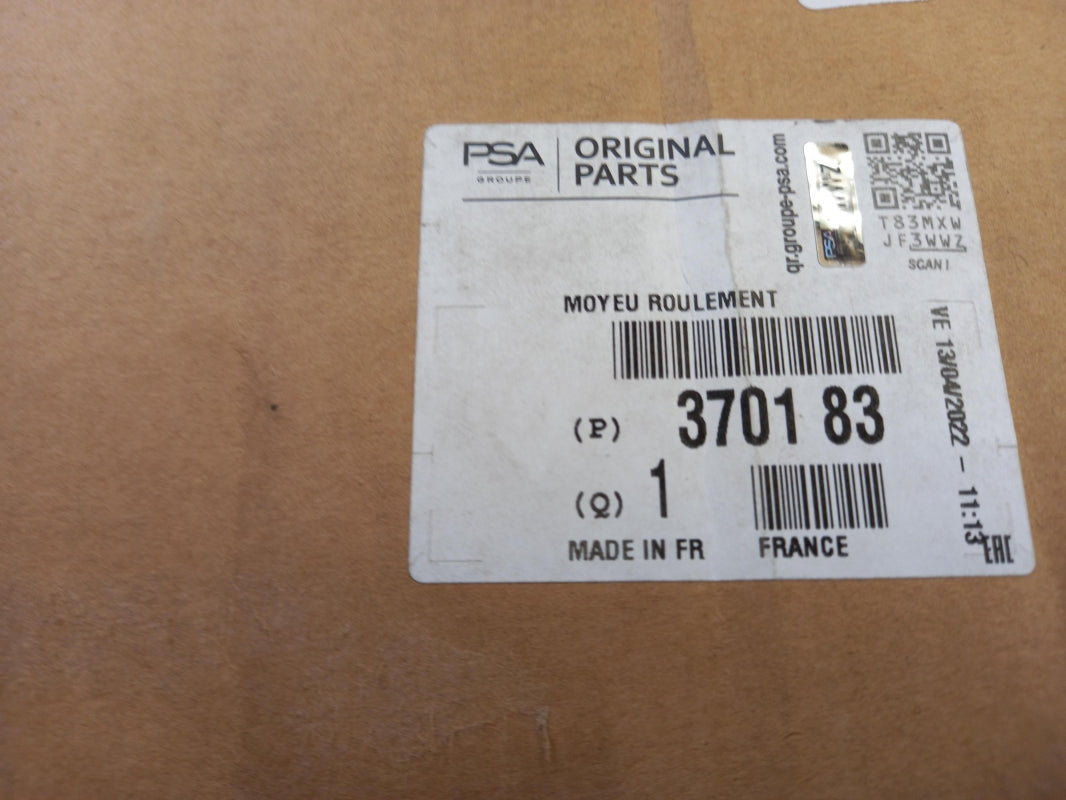 PSA
GROUPE
ORIGINAL
PARTS
qr.groupe-psa.com
PSA
T83MXW
JF3WWZ
SCAN!
MOYEU ROULEMENT
(P) 3701 83
(Q) 1
MADE IN FR FRANCE
VE 13/04/2022 - 11:13
EAC